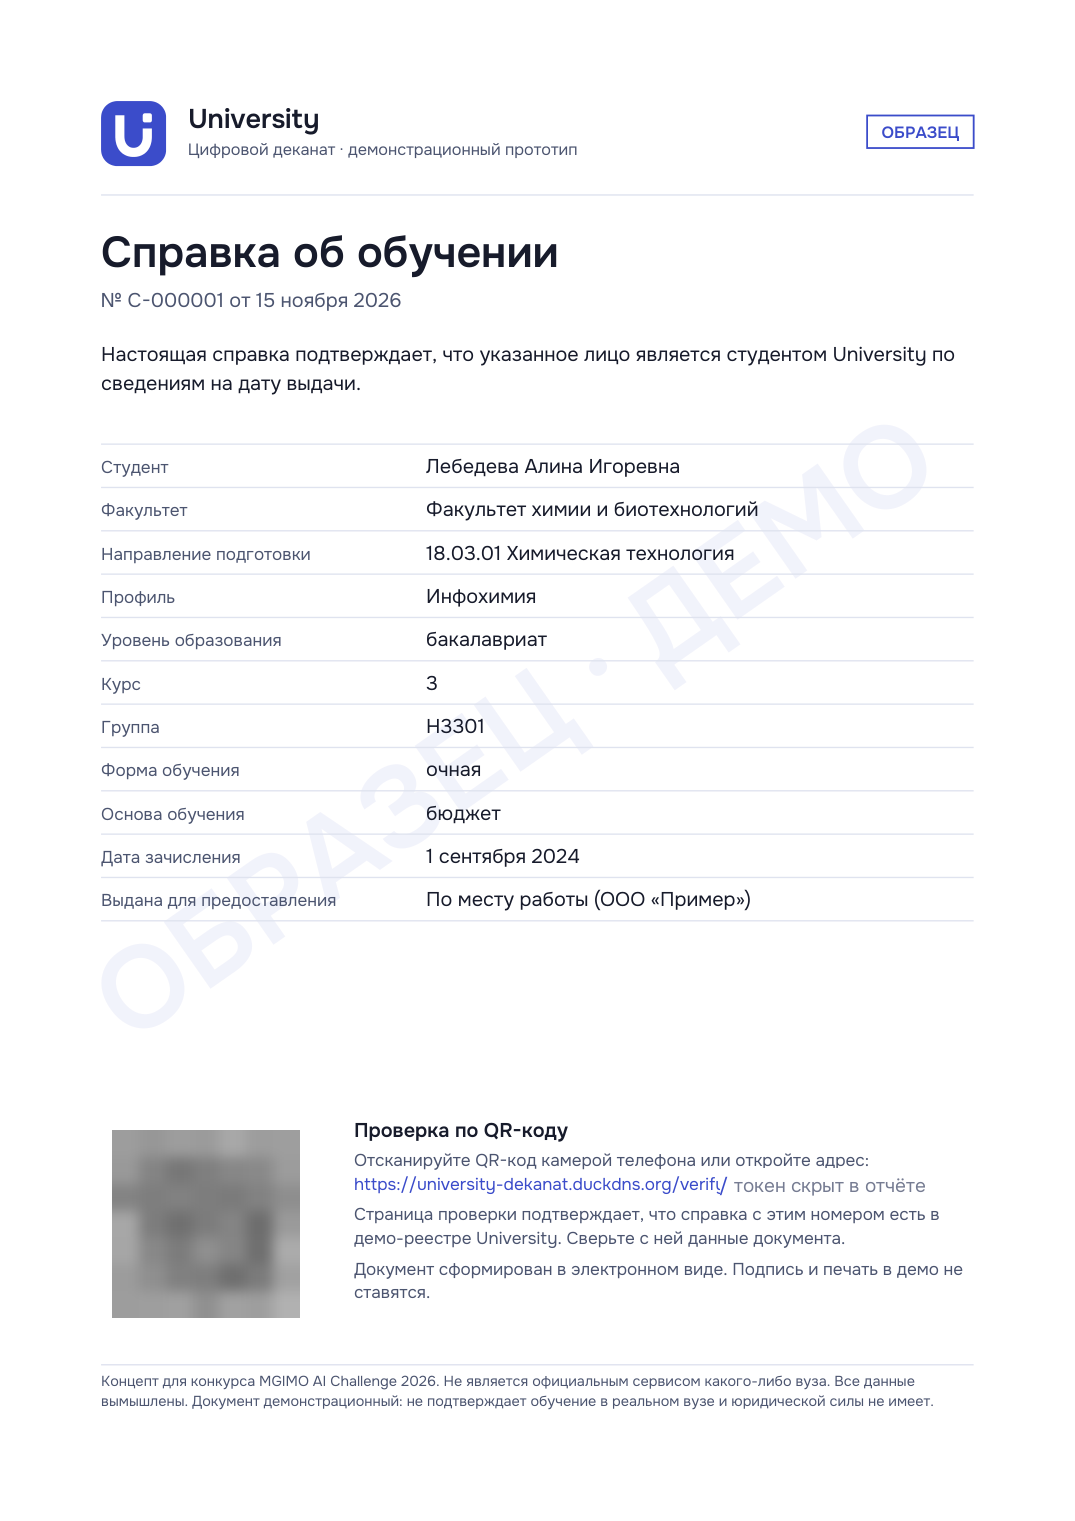 University
Цифровой деканат · демонстрационный прототип
ОБРАЗЕЦ
Справка об обучении
№ С-000001 от 15 ноября 2026
Настоящая справка подтверждает, что указанное лицо является студентом University по
сведениям на дату выдачи.
Студент Лебедева Алина Игоревна
Факультет Факультет химии и биотехнологий
Направление подготовки 18.03.01 Химическая технология
Профиль Инфохимия
Уровень образования бакалавриат
Курс 3
Группа Н3301
Форма обучения очная
Основа обучения бюджет
Дата зачисления 1 сентября 2024
Выдана для предоставления По месту работы (ООО «Пример»)
ОБРАЗЕЦ · ДЕМО
Проверка по QR-коду
Отсканируйте QR-код камерой телефона или откройте адрес:
https://university-dekanat.duckdns.org/verify/ токен скрыт в отчёте
Страница проверки подтверждает, что справка с этим номером есть в
демо-реестре University. Сверьте с ней данные документа.
Документ сформирован в электронном виде. Подпись и печать в демо не
ставятся.
Концепт для конкурса MGIMO AI Challenge 2026. Не является официальным сервисом какого-либо вуза. Все данные
вымышлены. Документ демонстрационный: не подтверждает обучение в реальном вузе и юридической силы не имеет.